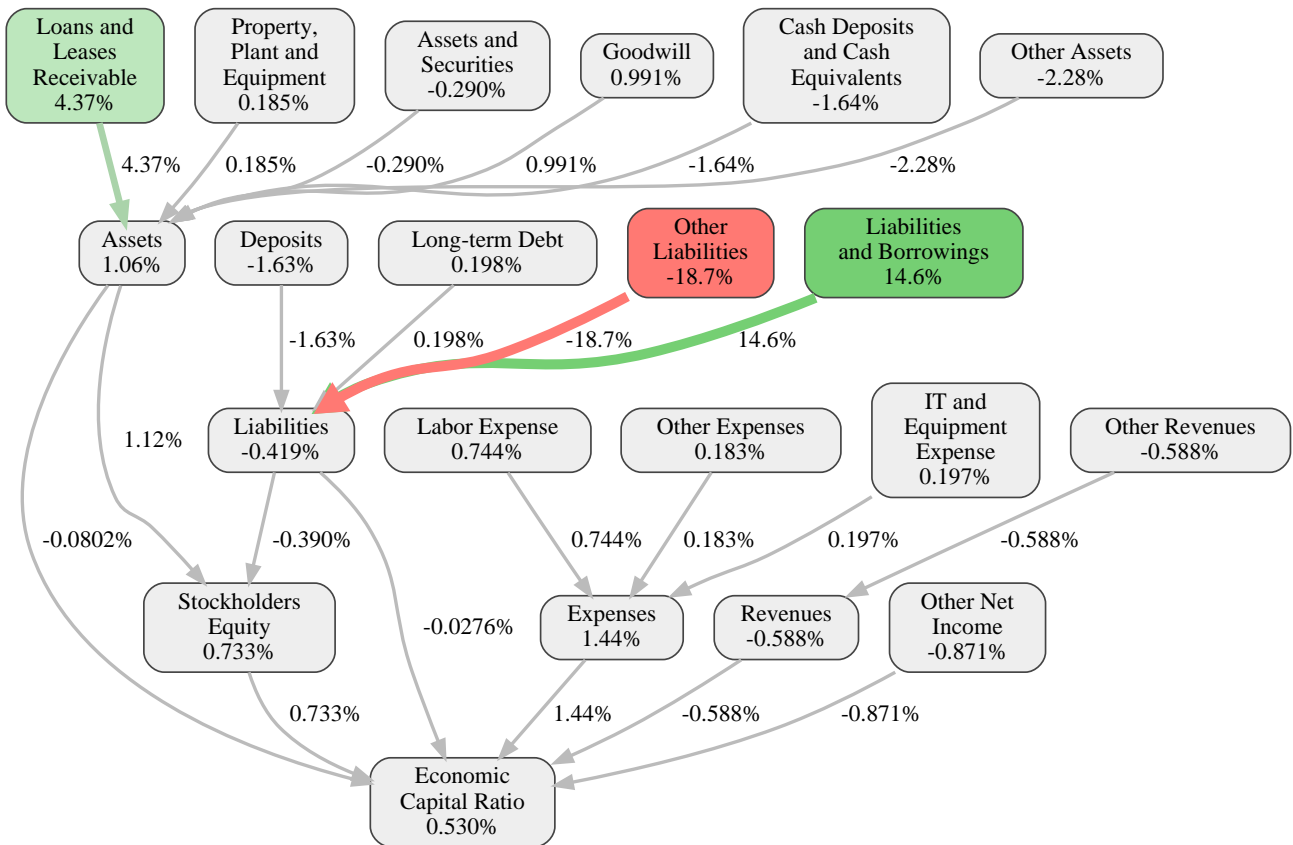 Loans and
Leases
Receivable
4.37%
Property,
Plant and
Equipment
0.185%
Assets and
Securities
-0.290%
Goodwill
0.991%
Cash Deposits
and Cash
Equivalents
-1.64%
Other Assets
-2.28%
4.37%
0.185%
-0.290%
0.991%
-1.64%
-2.28%
Assets
1.06%
Deposits
-1.63%
Long-term Debt
0.198%
Other
Liabilities
-18.7%
Liabilities
and Borrowings
14.6%
-1.63%
0.198%
-18.7%
14.6%
1.12%
Liabilities
-0.419%
Labor Expense
0.744%
Other Expenses
0.183%
IT and
Equipment
Expense
0.197%
Other Revenues
-0.588%
-0.0802%
-0.390%
0.744%
0.183%
0.197%
-0.588%
Stockholders
Equity
0.733%
-0.0276%
Expenses
1.44%
Revenues
-0.588%
Other Net
Income
-0.871%
0.733%
1.44%
-0.588%
-0.871%
Economic
Capital Ratio
0.530%